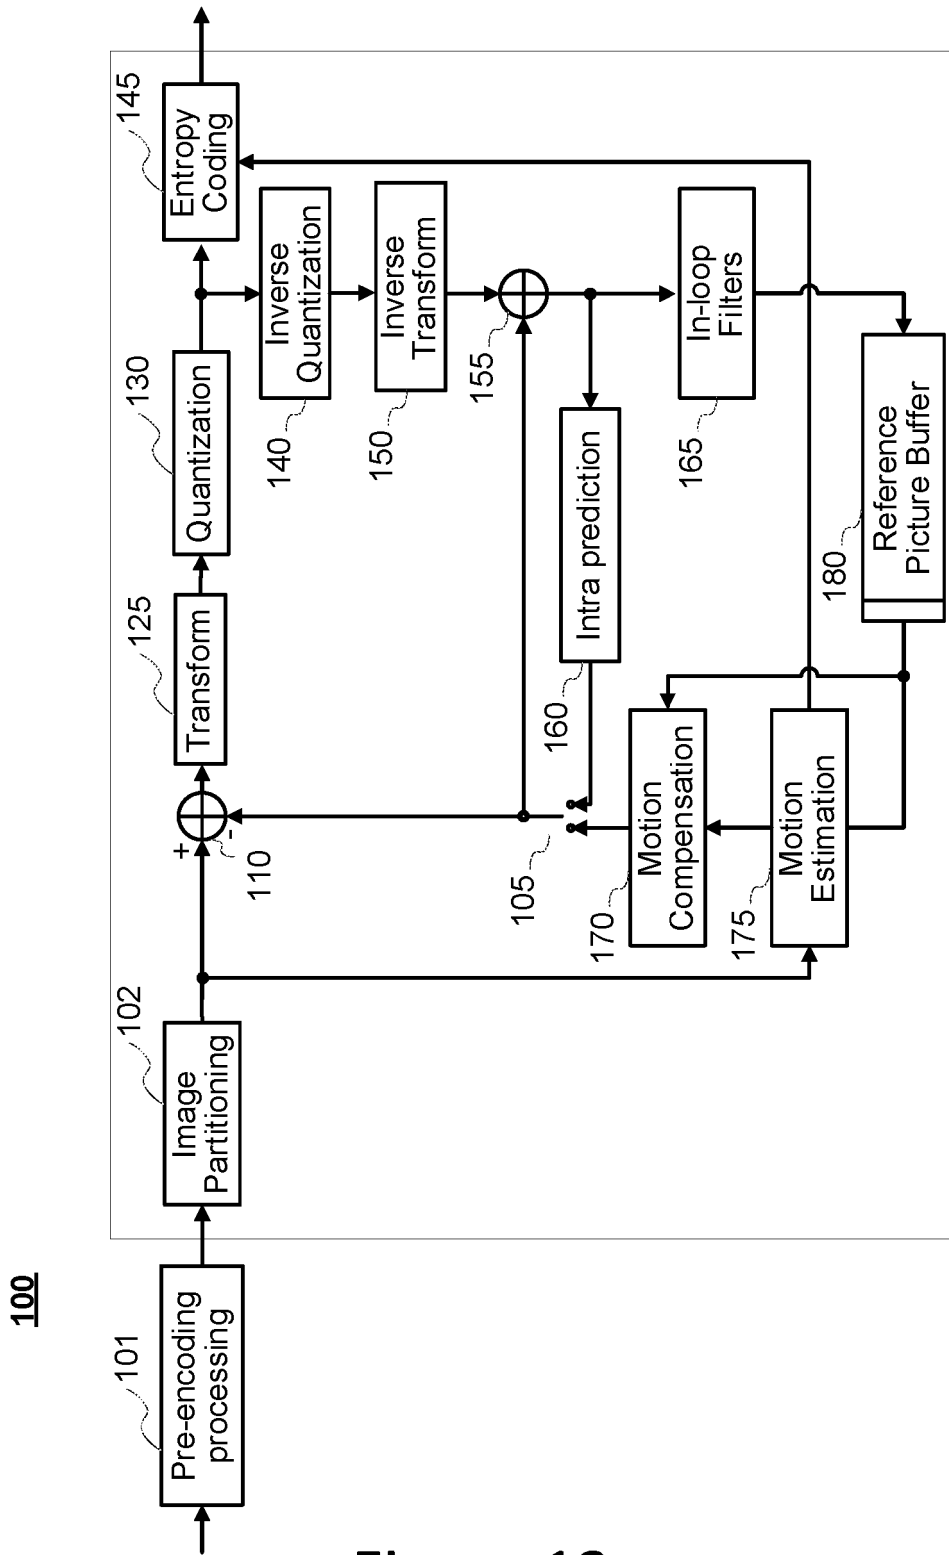 100
101
Pre-encoding
processing
102
Image
Partitioning
+
-
110
125
Transform
130
Quantization
145
Entropy
Coding
140
Inverse
Quantization
150
Inverse
Transform
155
105
160
Intra prediction
170
Motion
Compensation
165
In-loop
Filters
175
Motion
Estimation
180
Reference
Picture Buffer